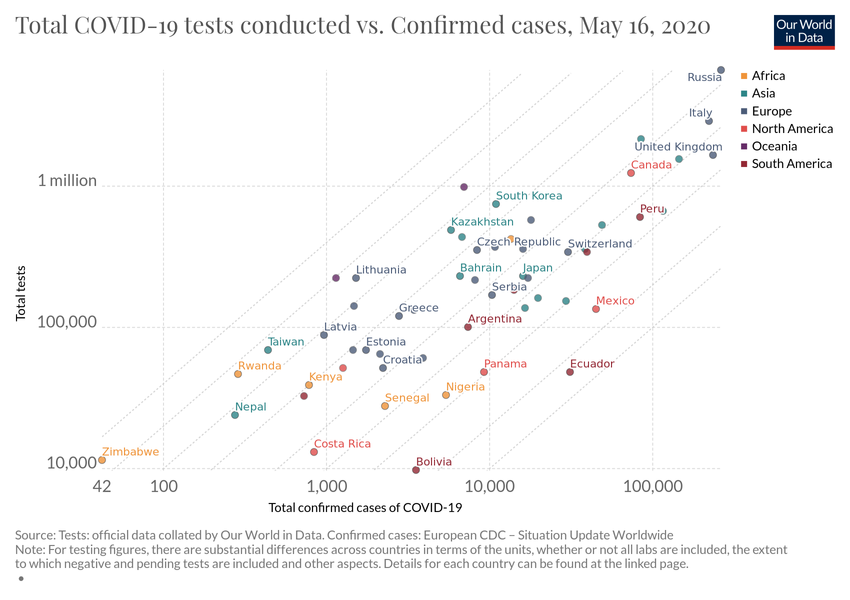 Total COVID-19 tests conducted vs. Confirmed cases, May 16, 2020
Our World
in Data
Russia
Africa
Asia
Italy
Europe
North America
United Kingdom
Oceania
South America
Canada
1 million
South Korea
Peru
Kazakhstan
Czech Republic
Switzerland
Lithuania
Bahrain
Japan
Serbia
Total tests
Mexico
Greece
100,000
Latvia
Argentina
Taiwan
Estonia
Croatia
Rwanda
Panama
Ecuador
Kenya
Nigeria
Senegal
Nepal
Costa Rica
Zimbabwe
10,000
Bolivia
42
100
1,000
10,000
100,000
Total confirmed cases of COVID-19
Source: Tests: official data collated by Our World in Data. Confirmed cases: European CDC – Situation Update Worldwide
Note: For testing figures, there are substantial differences across countries in terms of the units, whether or not all labs are included, the extent
to which negative and pending tests are included and other aspects. Details for each country can be found at the linked page.